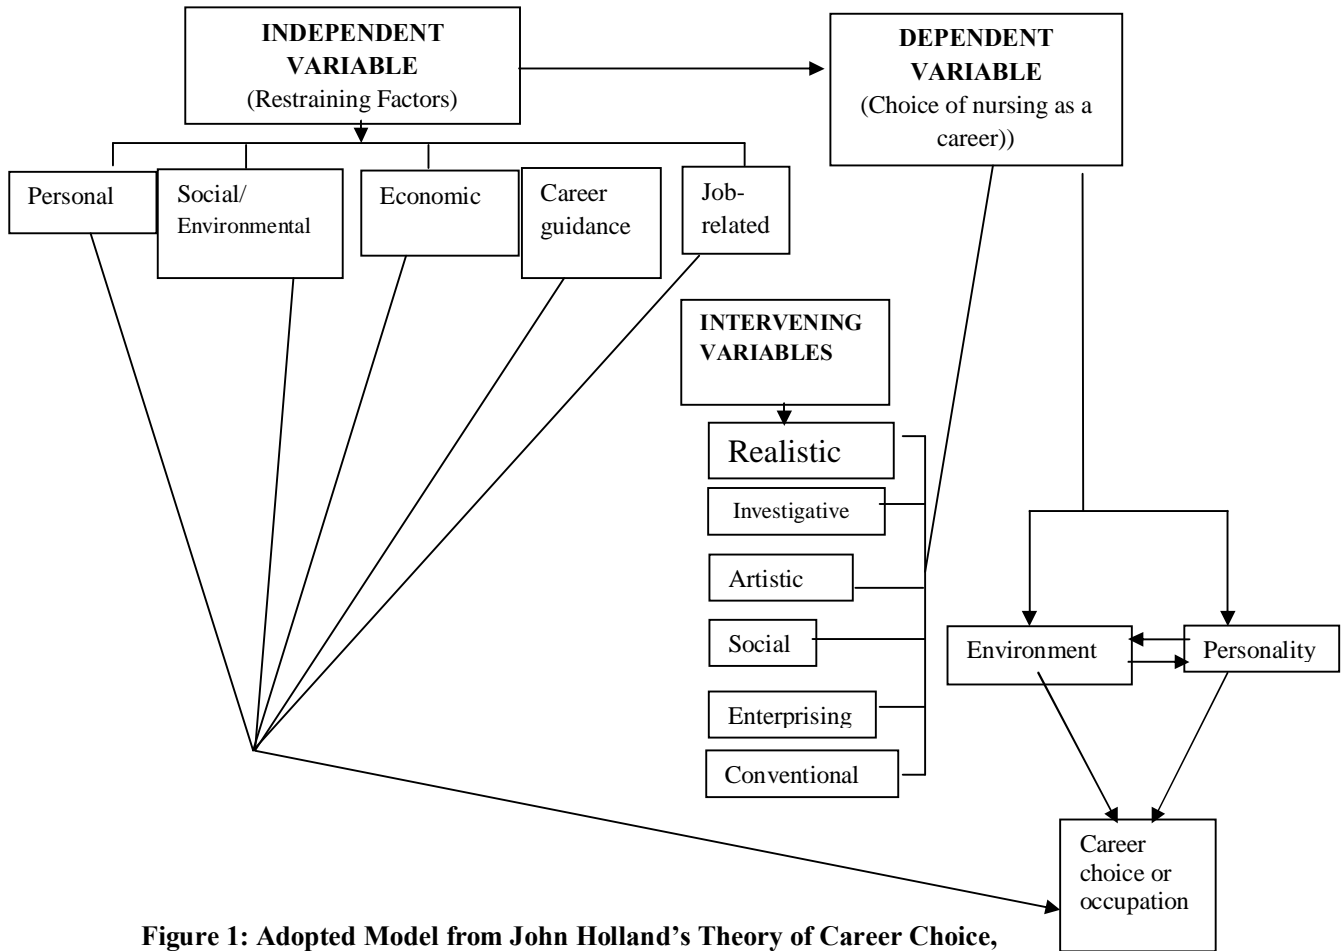 INDEPENDENT
VARIABLE
(Restraining Factors)
DEPENDENT
VARIABLE
(Choice of nursing as a
career))
Personal
Social/
Environmental
Economic
Career
guidance
Job-
related
INTERVENING
VARIABLES
Realistic
Investigative
Artistic
Social
Enterprising
Conventional
Environment
Personality
Career
choice or
occupation
Figure 1: Adopted Model from John Holland’s Theory of Career Choice,